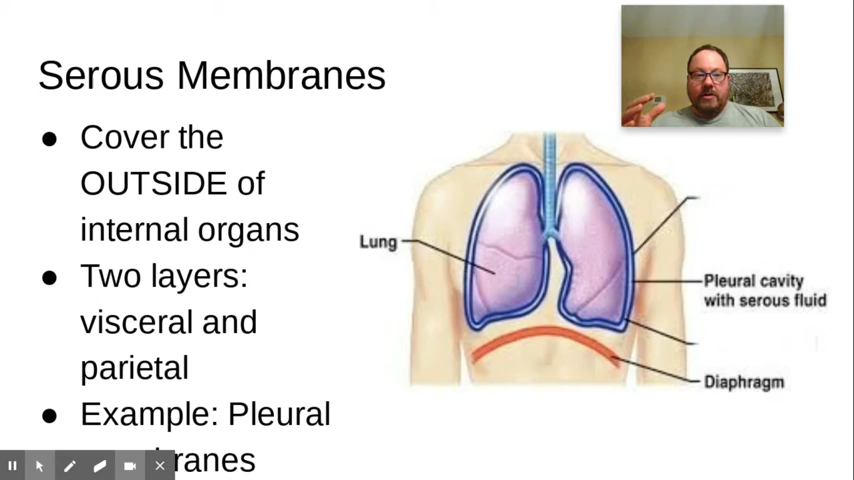 Serous Membranes
● Cover the
OUTSIDE of
internal organs
● Two layers:
visceral and
parietal
● Example: Pleural
ranes
Lung
Pleural cavity
with serous fluid
Diaphragm